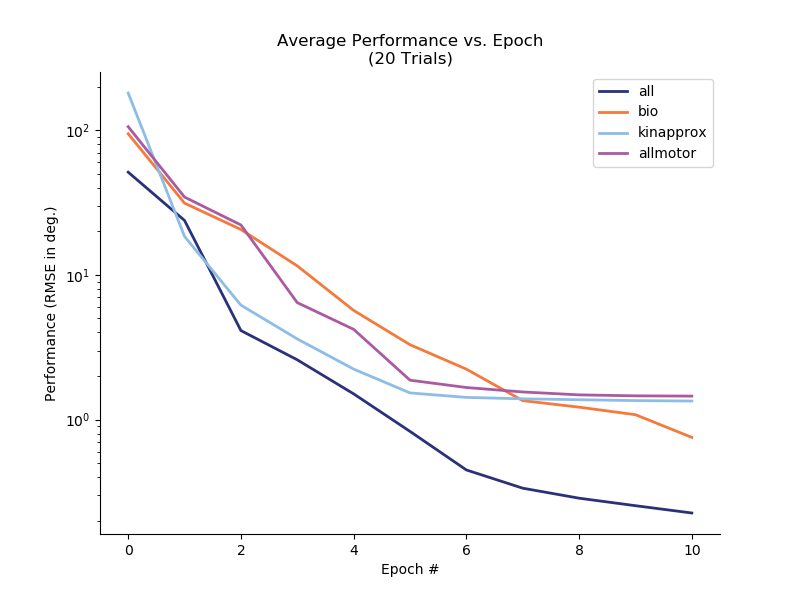 Average Performance vs. Epoch
(20 Trials)
all
bio
kinapprox
allmotor
Performance (RMSE in deg.)
10²
10¹
10⁰
0 2 4 6 8 10
Epoch #